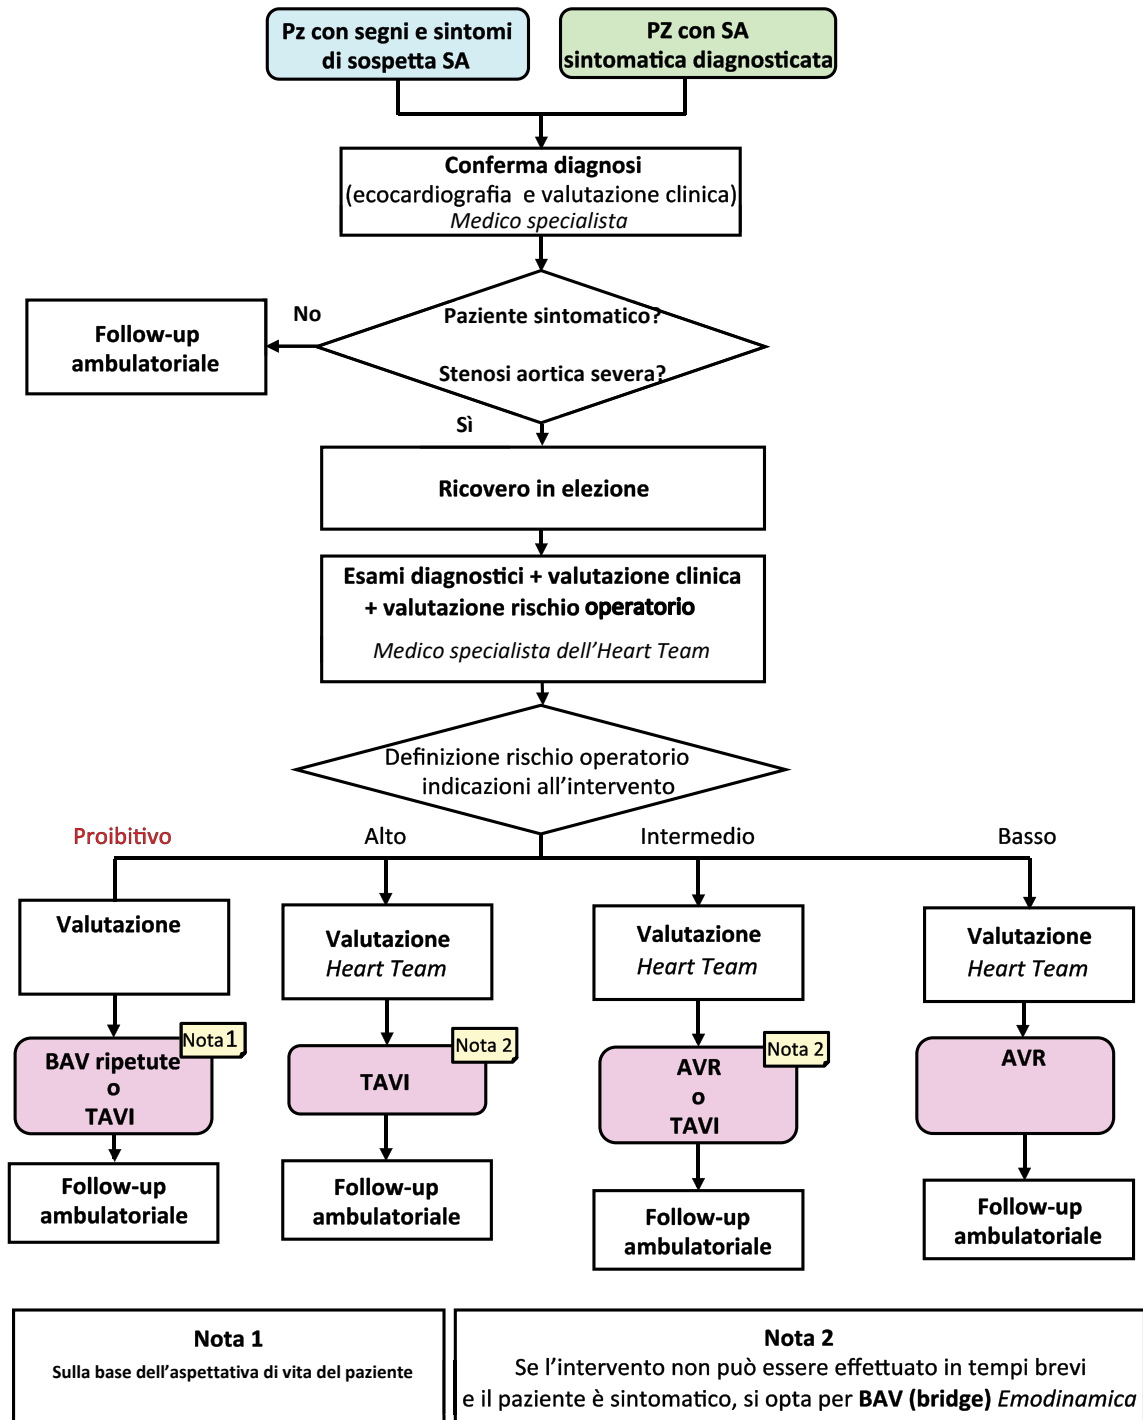 Pz con segni e sintomi
di sospetta SA
PZ con SA
sintomatica diagnosticata
Conferma diagnosi
(ecocardiografia e valutazione clinica)
Medico specialista
Paziente sintomatico?
Stenosi aortica severa?
No
Follow-up
ambulatoriale
Sì
Ricovero in elezione
Esami diagnostici + valutazione clinica
+ valutazione rischio operatorio
Medico specialista dell’Heart Team
Definizione rischio operatorio
indicazioni all’intervento
Proibitivo
Alto
Intermedio
Basso
Valutazione
Valutazione
Heart Team
Valutazione
Heart Team
Valutazione
Heart Team
Nota 1
BAV ripetute
o
TAVI
Nota 2
TAVI
Nota 2
AVR
o
TAVI
AVR
Follow-up
ambulatoriale
Follow-up
ambulatoriale
Follow-up
ambulatoriale
Follow-up
ambulatoriale
Nota 1
Sulla base dell’aspettativa di vita del paziente
Nota 2
Se l’intervento non può essere effettuato in tempi brevi
e il paziente è sintomatico, si opta per BAV (bridge) Emodinamica